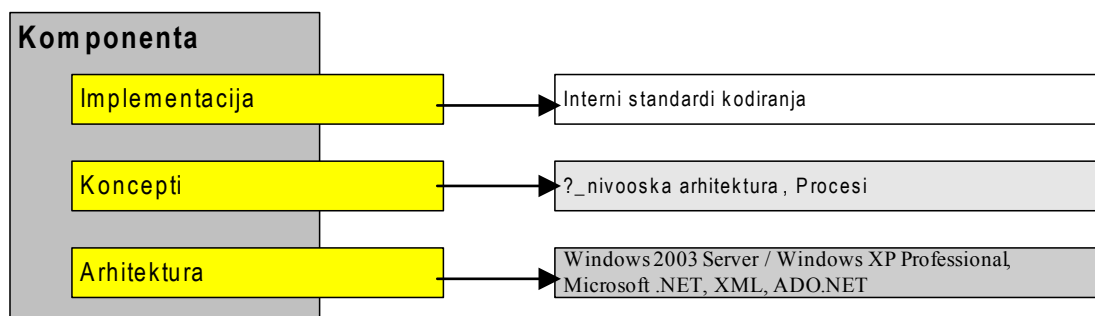 Komponenta
Implementacija
Interni standardi kodiranja
Koncepti
?_nivooska arhitektura, Procesi
Arhitektura
Windows 2003 Server / Windows XP Professional,
Microsoft .NET, XML, ADO.NET